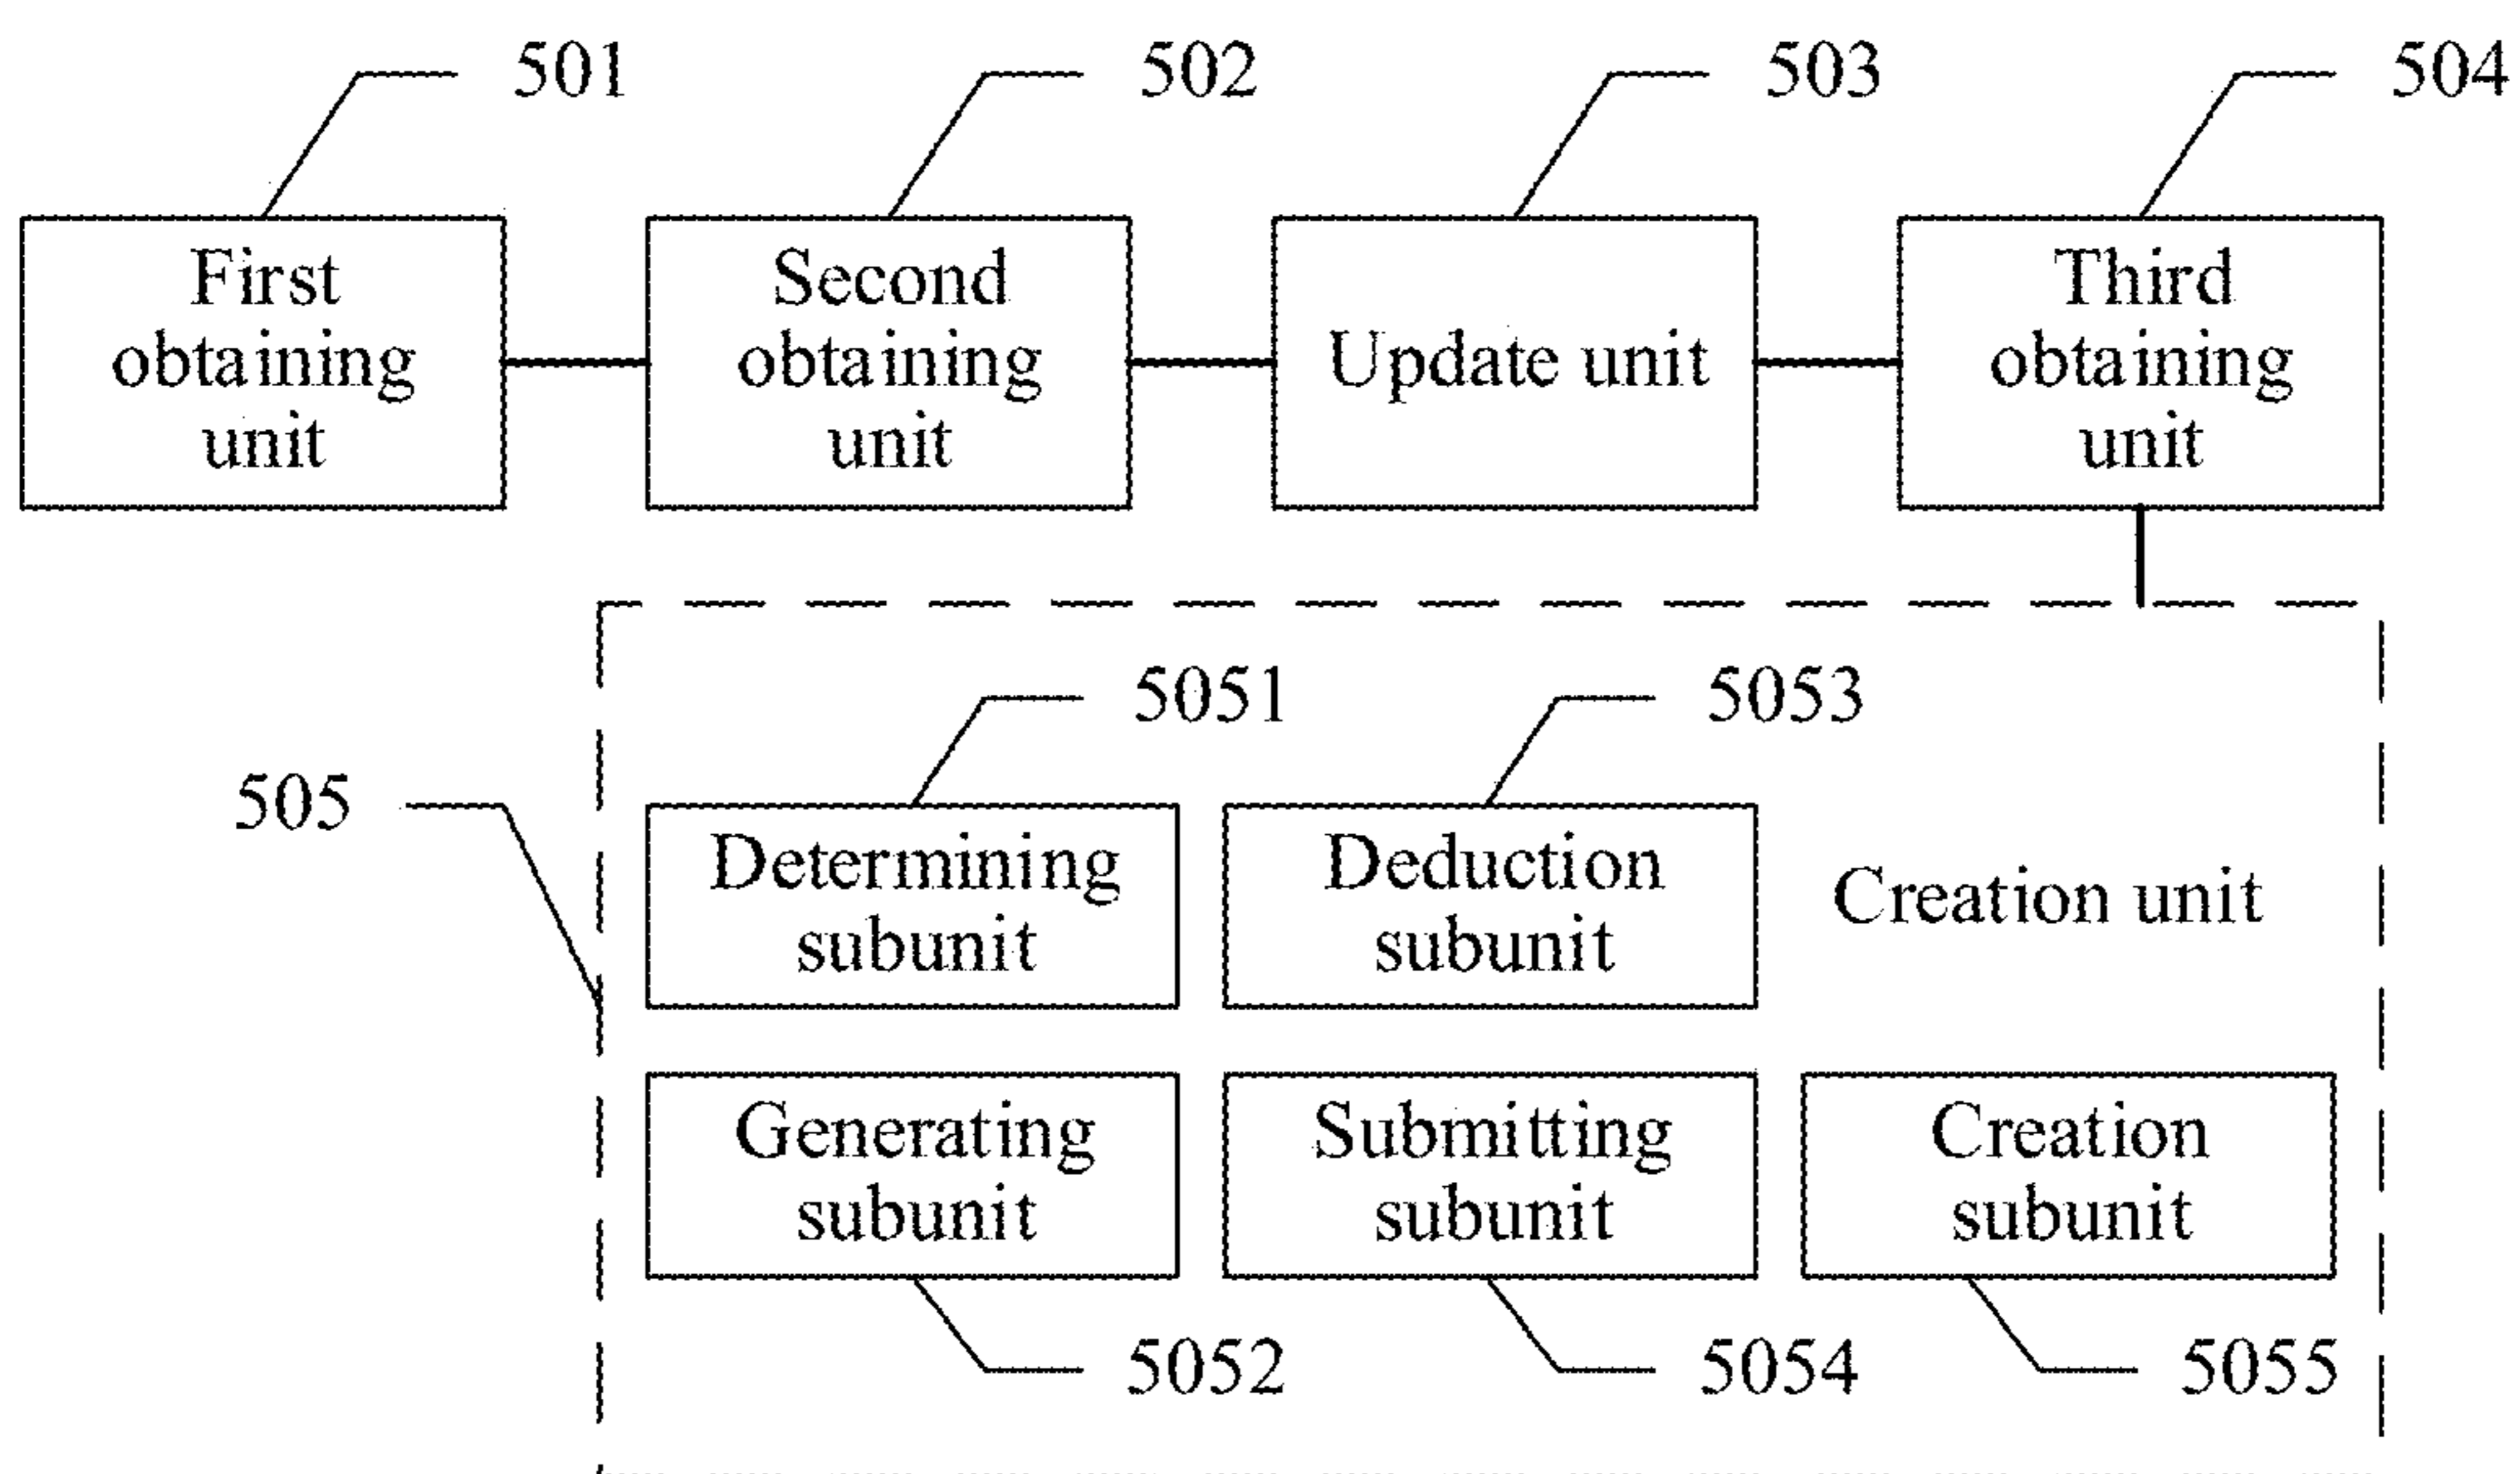 501
502
503
504
First
obtaining
unit
Second
obtaining
unit
Update unit
Third
obtaining
unit
505
5051
5053
Determining
subunit
Deduction
subunit
Creation unit
Generating
subunit
Submitting
subunit
Creation
subunit
5052
5054
5055